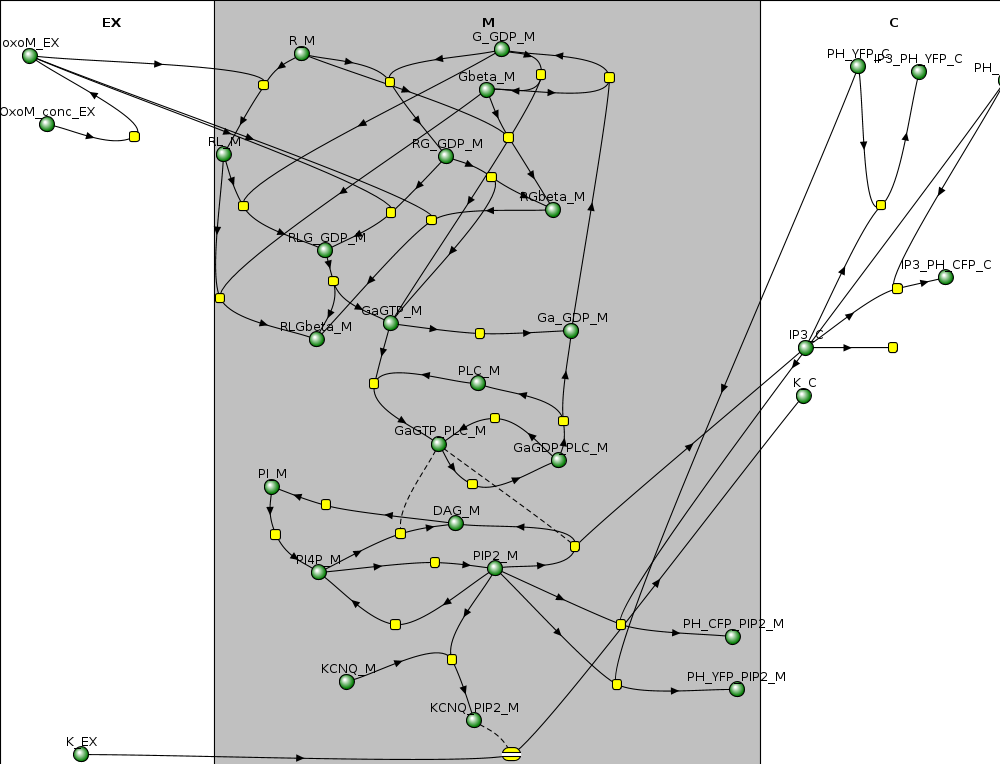 EX
M
C
oxoM_EX
R_M
G_GDP_M
PH_YFP_C
IP3_PH_YFP_C
PH_
Gbeta_M
OxoM_conc_EX
RL_M
RG_GDP_M
RGbeta_M
RLG_GDP_M
IP3_PH_CFP_C
GaGTP_M
Ga_GDP_M
RLGbeta_M
IP3_C
PLC_M
K_C
GaGTP_PLC_M
GaGDP_PLC_M
PI_M
DAG_M
PI4P_M
PIP2_M
PH_CFP_PIP2_M
KCNQ_M
PH_YFP_PIP2_M
KCNQ_PIP2_M
K_EX